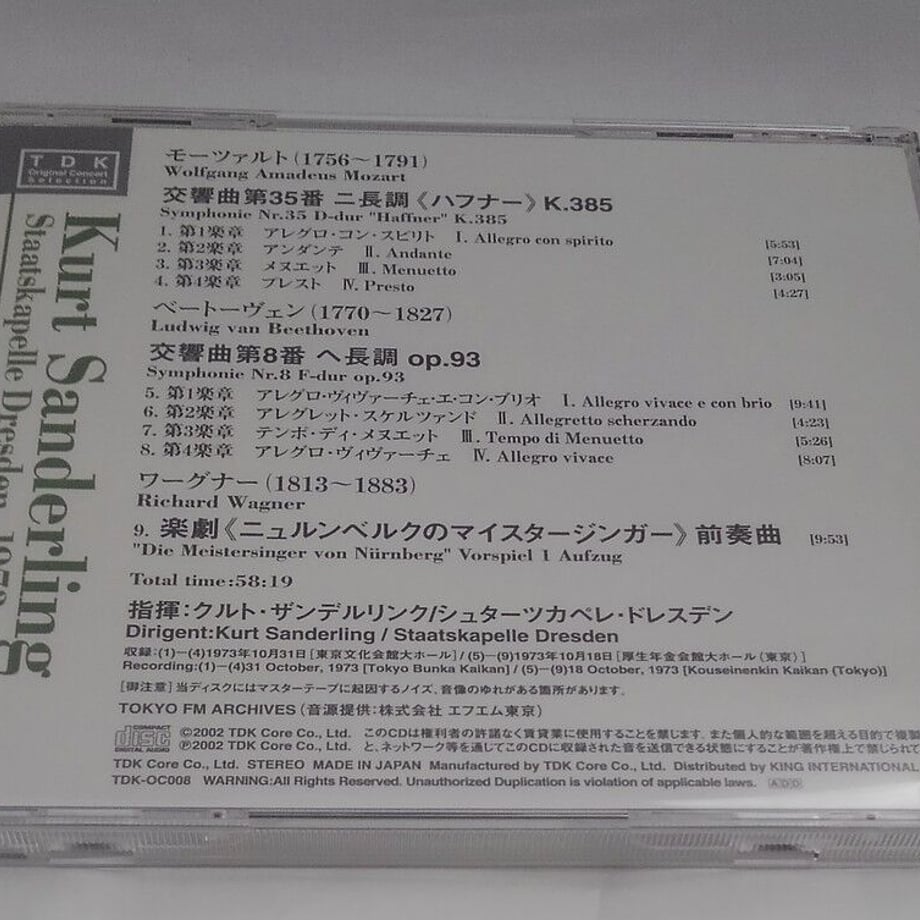 TDK
Original Concert
Selection
Kurt Sanderling
Staatskapelle Dresden
モーツァルト(1756〜1791)
Wolfgang Amadeus Mozart
交響曲第35番 ニ長調《ハフナー》K.385
Symphonie Nr.35 D-dur "Haffner" K.385
1. 第1楽章 アレグロ・コン・スピリト Ⅰ. Allegro con spirito [5:53]
2. 第2楽章 アンダンテ Ⅱ. Andante [7:04]
3. 第3楽章 メヌエット Ⅲ. Menuetto [3:05]
4. 第4楽章 プレスト Ⅳ. Presto [4:27]
ベートーヴェン(1770〜1827)
Ludwig van Beethoven
交響曲第8番 ヘ長調 op.93
Symphonie Nr.8 F-dur op.93
5. 第1楽章 アレグロ・ヴィヴァーチェ・エ・コン・ブリオ Ⅰ. Allegro vivace e con brio [9:41]
6. 第2楽章 アレグレット・スケルツァンド Ⅱ. Allegretto scherzando [4:23]
7. 第3楽章 テンポ・ディ・メヌエット Ⅲ. Tempo di Menuetto [5:26]
8. 第4楽章 アレグロ・ヴィヴァーチェ Ⅳ. Allegro vivace [8:07]
ワーグナー(1813〜1883)
Richard Wagner
9. 楽劇《ニュルンベルクのマイスタージンガー》前奏曲 [9:53]
"Die Meistersinger von Nürnberg" Vorspiel 1 Aufzug
Total time:58:19
指揮:クルト・ザンデルリンク/シュターツカペレ・ドレスデン
Dirigent:Kurt Sanderling / Staatskapelle Dresden
収録:(1)―(4)1973年10月31日[東京文化会館大ホール] / (5)―(9)1973年10月18日[厚生年金会館大ホール(東京)]
Recording:(1)―(4)31 October, 1973 [Tokyo Bunka Kaikan] / (5)―(9)18 October, 1973 [Kouseinenkin Kaikan (Tokyo)]
[御注意]当ディスクにはマスターテープに起因するノイズ、音像のゆれがある箇所があります。
TOKYO FM ARCHIVES(音源提供:株式会社 エフエム東京)
COMPACT disc DIGITAL AUDIO
©2002 TDK Core Co., Ltd. このCDは権利者の許諾なく賃貸業に使用することを禁じます。また個人的な範囲を超える目的で複製
℗2002 TDK Core Co., Ltd. と、ネットワーク等を通じてこのCDに収録された音を送信できる状態にすることが著作権上で禁じられて
TDK Core Co., Ltd. STEREO MADE IN JAPAN Manufactured by TDK Core Co., Ltd. Distributed by KING INTERNATIONAL
TDK-OC008 WARNING:All Rights Reserved. Unauthorized Duplication is violation of applicable laws. ADD